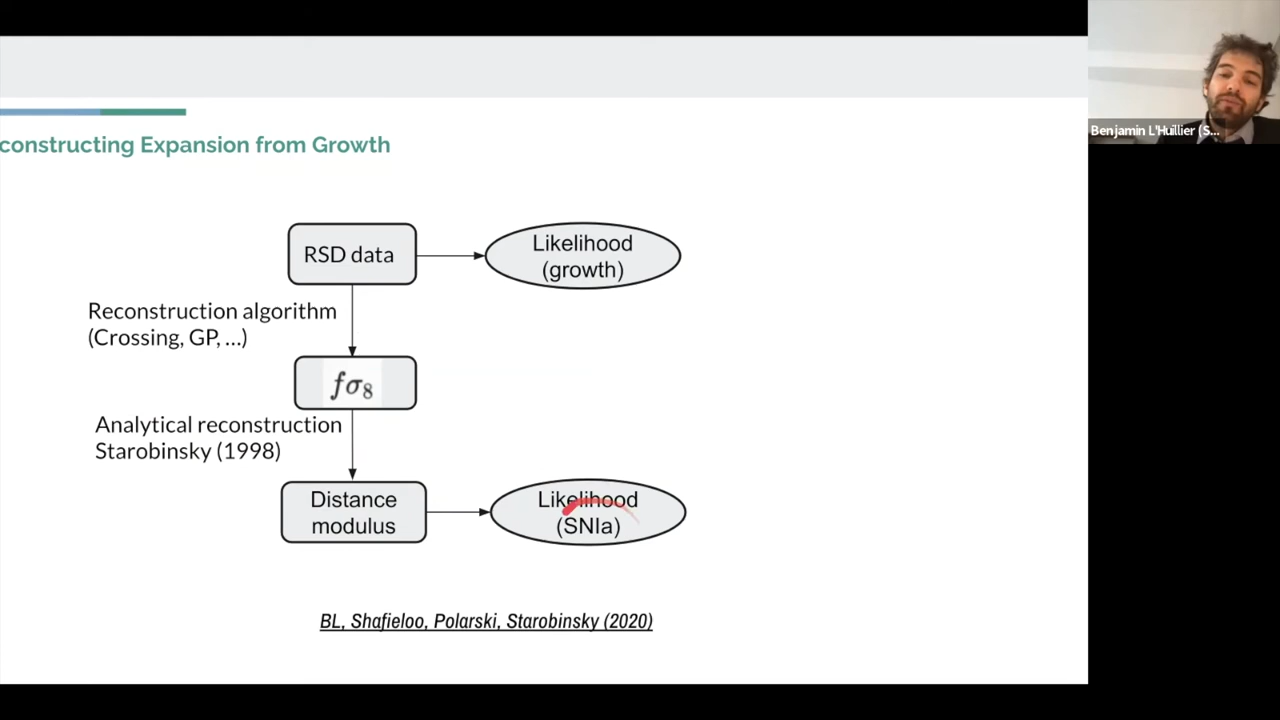 constructing Expansion from Growth
RSD data
Likelihood
(growth)
Reconstruction algorithm
(Crossing, GP, ...)
fσ8
Analytical reconstruction
Starobinsky (1998)
Distance
modulus
Likelihood
(SNIa)
BL, Shafieloo, Polarski, Starobinsky (2020)
Benjamin L'Huillier (S...